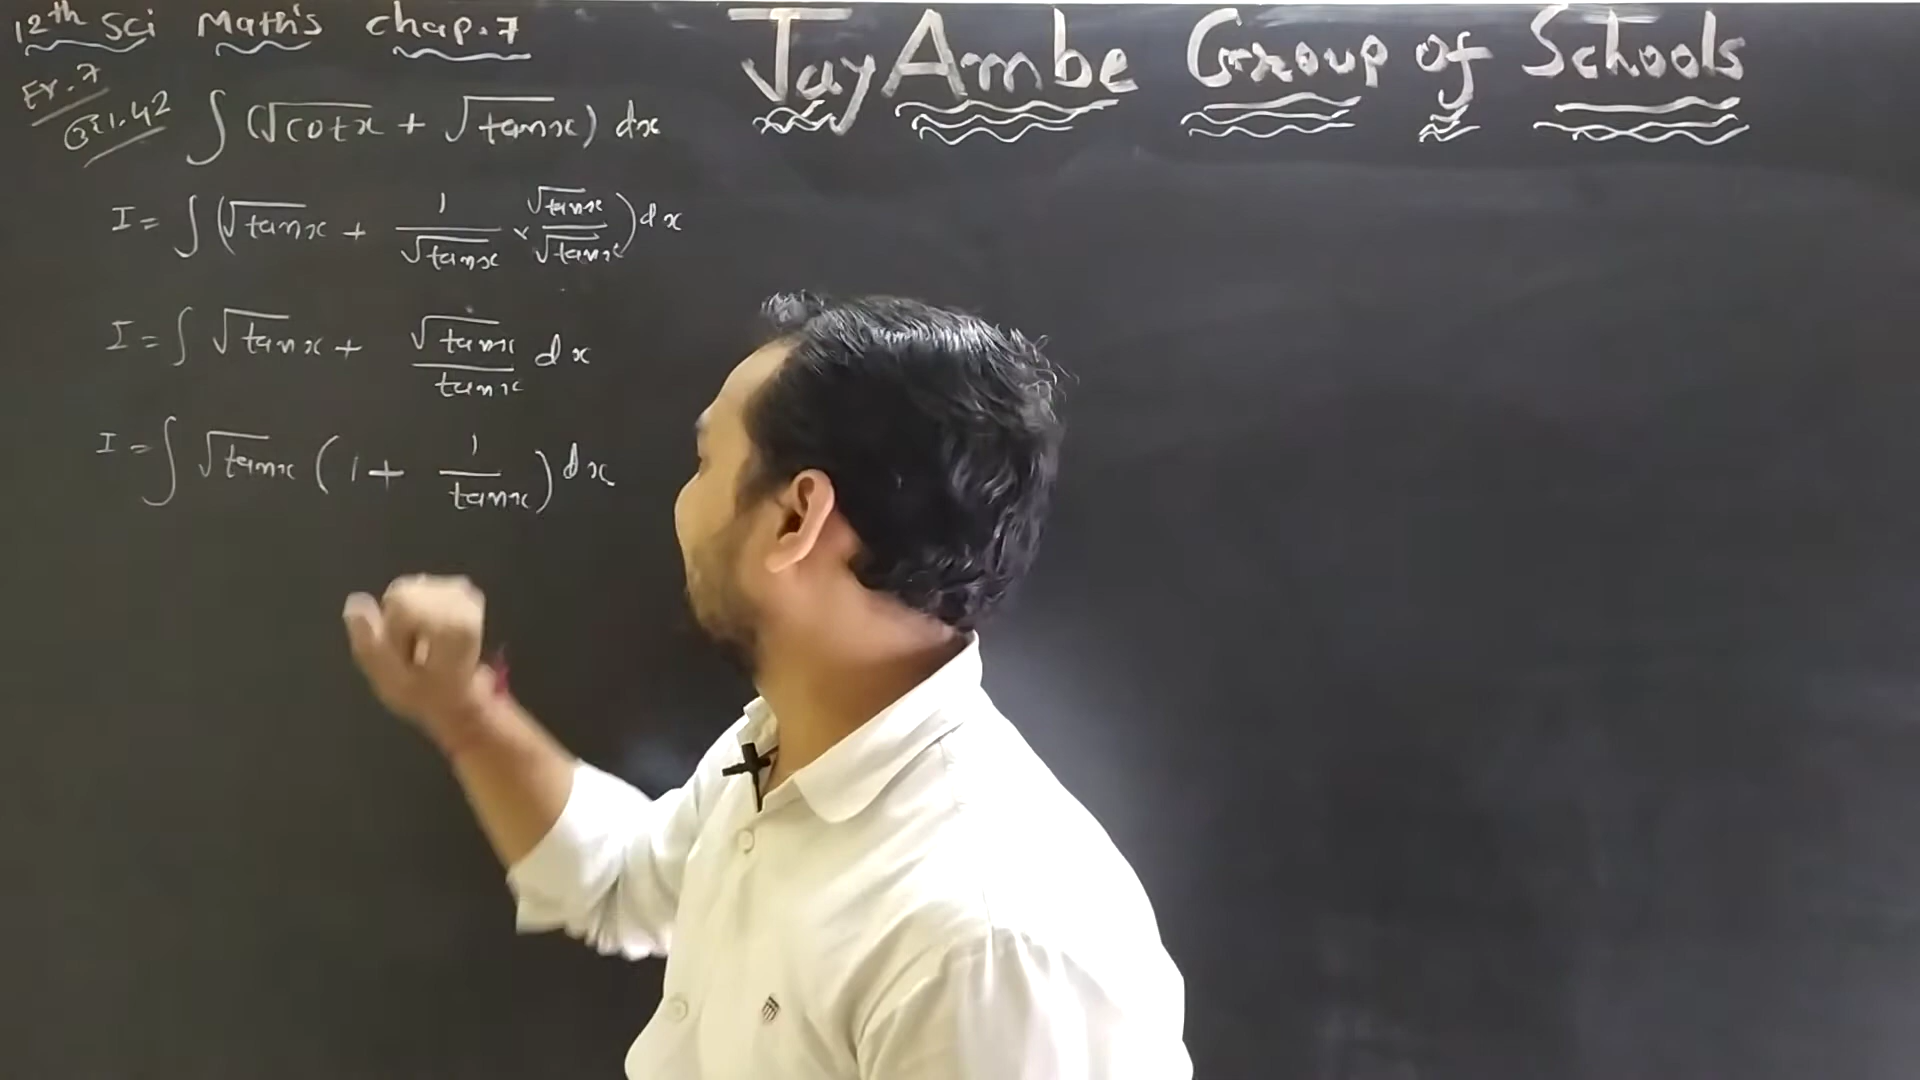 12th Sci Maths chap. 7
Jay Ambe Group of Schools
Ex. 7
ઉદા. 42
∫ (√cotx + √tanx) dx
I = ∫ (√tanx + 1/√tanx × √tanx/√tanx) dx
I = ∫ √tanx + √tanx/tanx dx
I = ∫ √tanx (1 + 1/tanx) dx